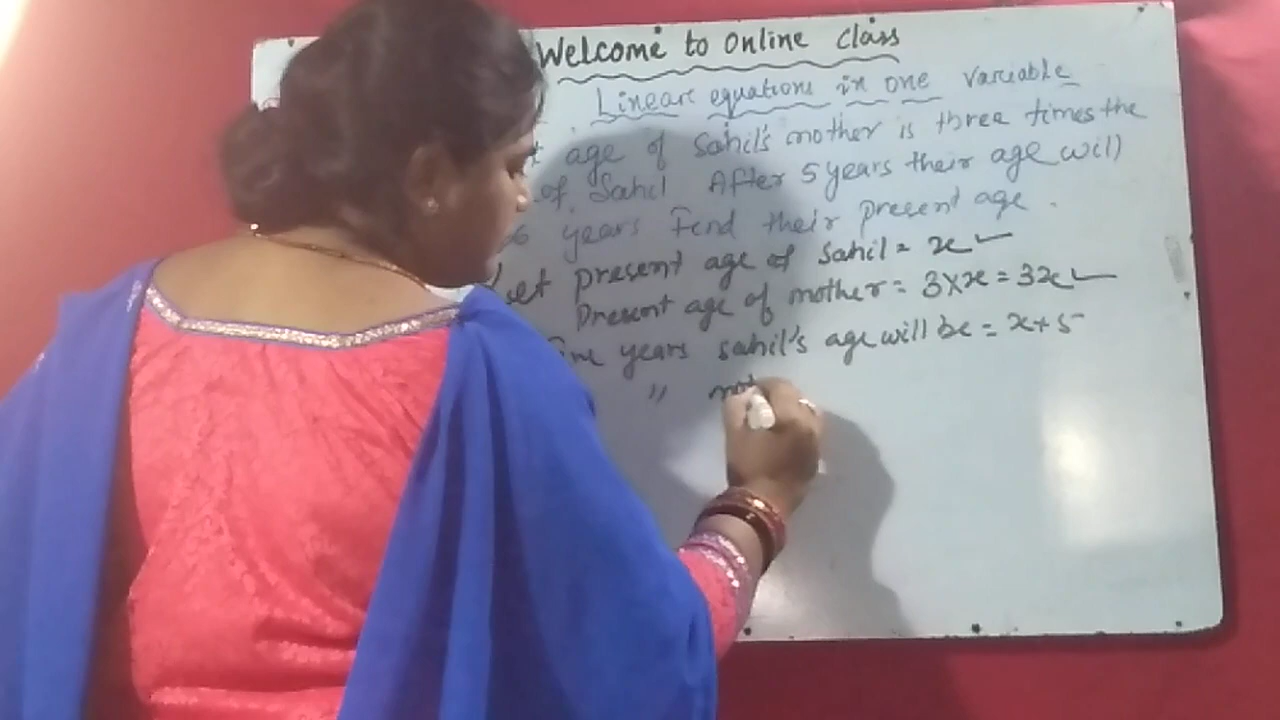 Welcome to Online Class
Linear equations in one variable
age of Sahil's mother is three times the
of Sahil After 5 years their age will
6 years Find their present age.
Let present age of Sahil = x ✓
Present age of mother = 3×x = 3x ✓
years sahil's age will be = x+5
" mot